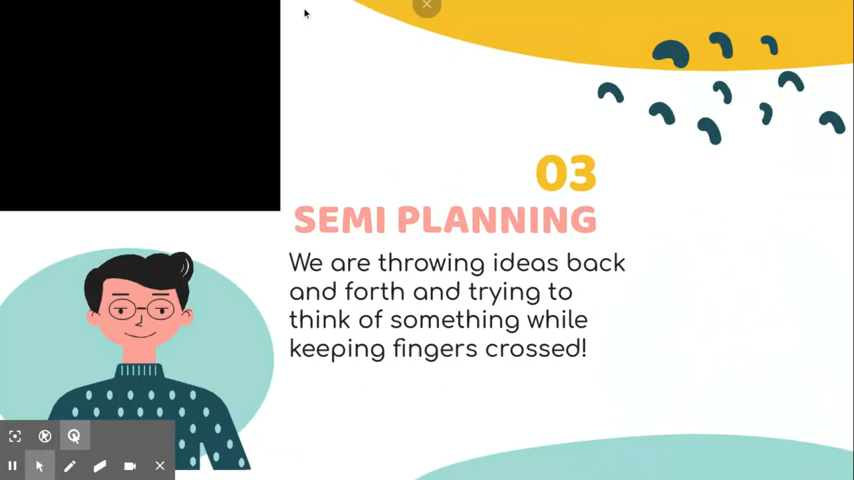 03
SEMI PLANNING
We are throwing ideas back
and forth and trying to
think of something while
keeping fingers crossed!